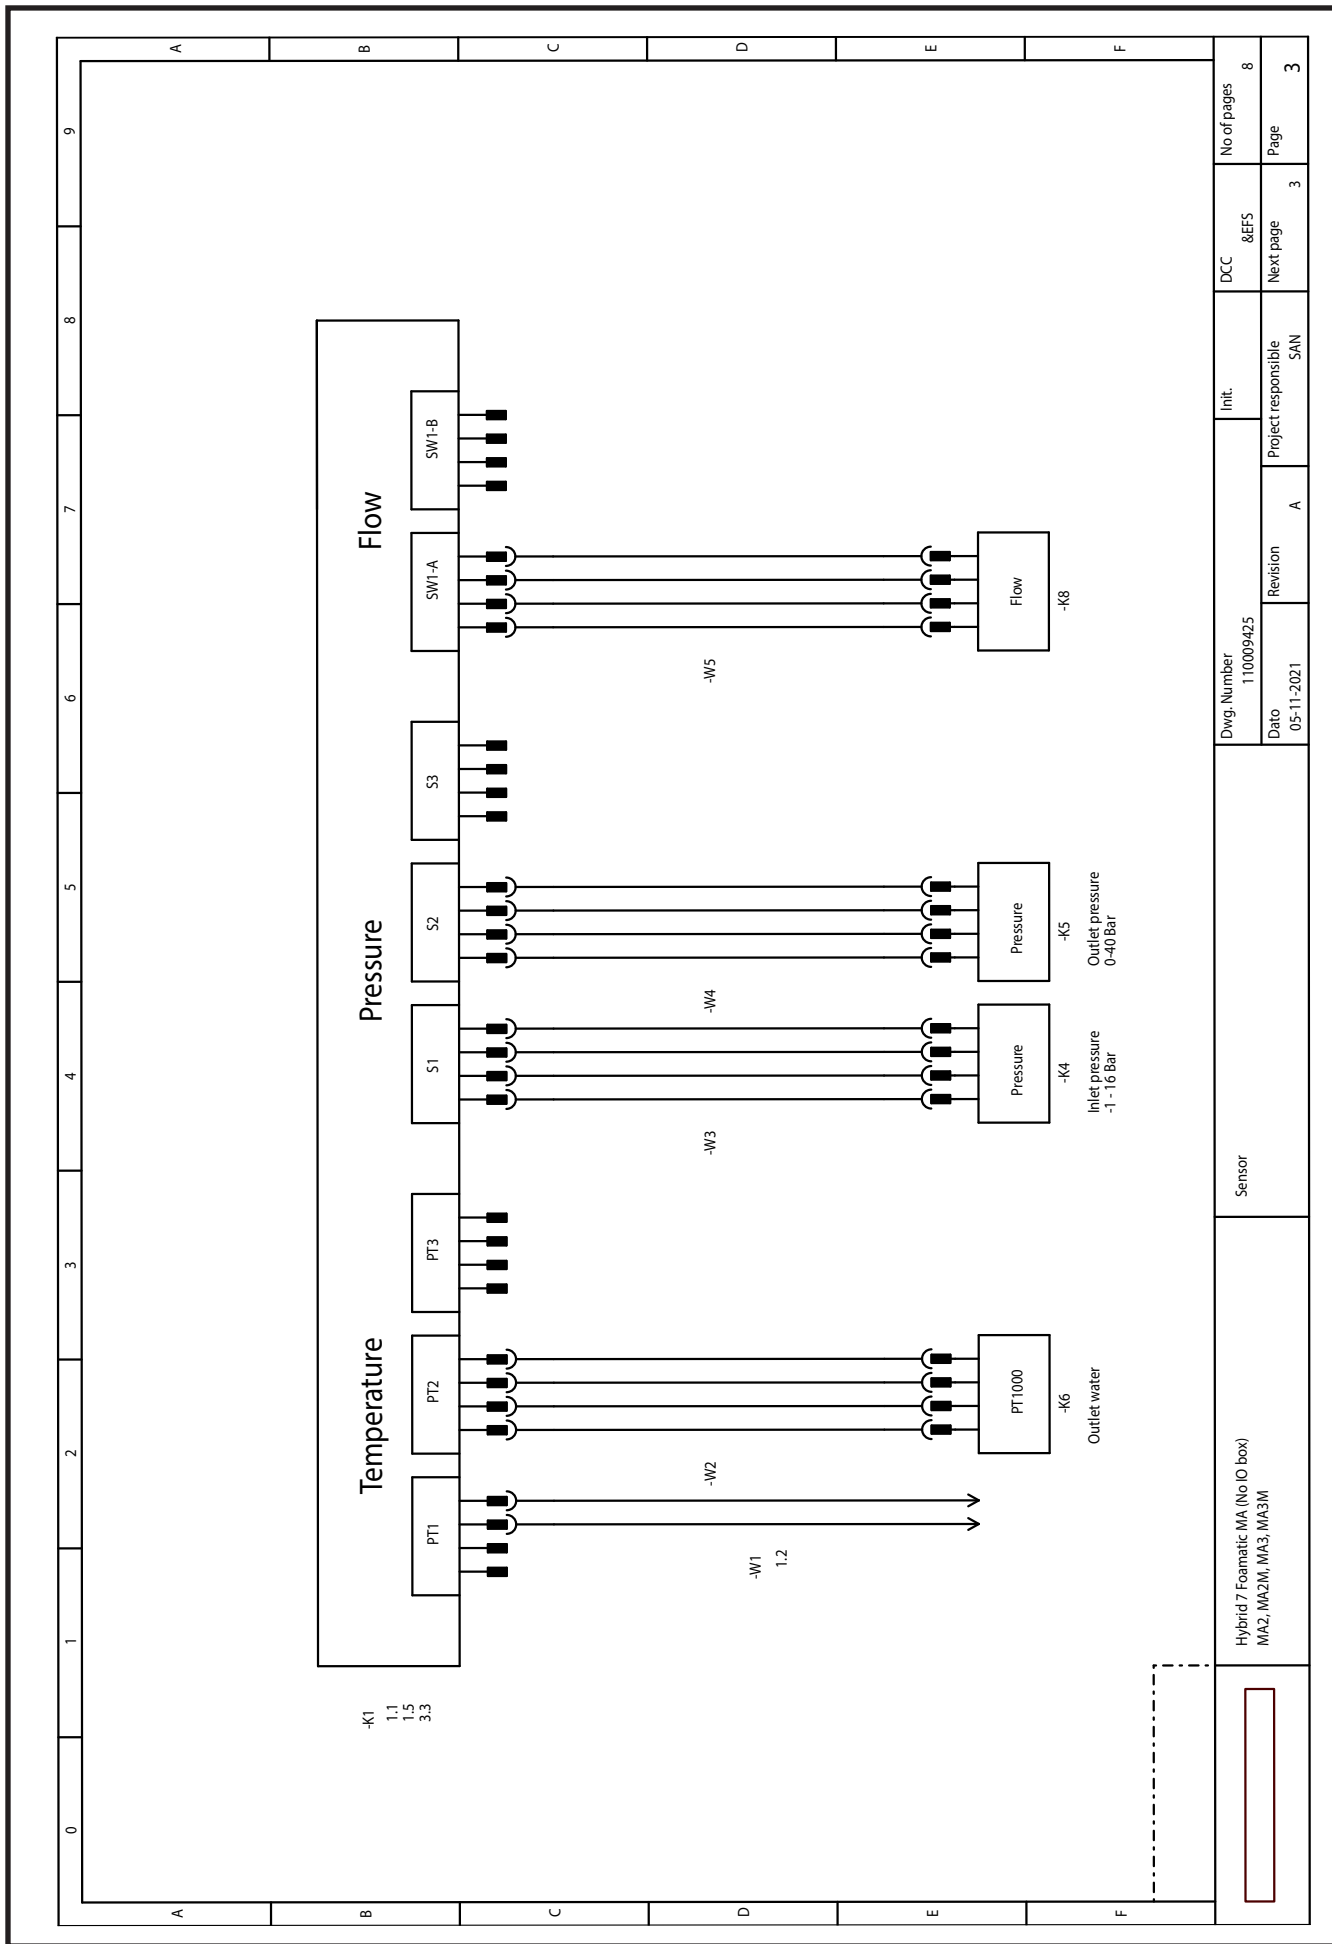 0 1 2 3 4 5 6 7 8 9
A
B
C
D
E
F
A
B
C
D
E
F
-K1
1.1
1.5
3.3
Temperature
Pressure
Flow
PT1
PT2
PT3
S1
S2
S3
SW1-A
SW1-B
-W1
1.2
-W2
-W3
-W4
-W5
PT1000
-K6
Outlet water
Pressure
-K4
Inlet pressure
-1 - 16 Bar
Pressure
-K5
Outlet pressure
0-40 Bar
Flow
-K8
Hybrid 7 Foamatic MA (No IO box)
MA2, MA2M, MA3, MA3M
Sensor
Dwg. Number
110009425
Init.
DCC
&EFS
No of pages
8
Dato
05-11-2021
Revision
A
Project responsible
SAN
Next page
3
Page
3